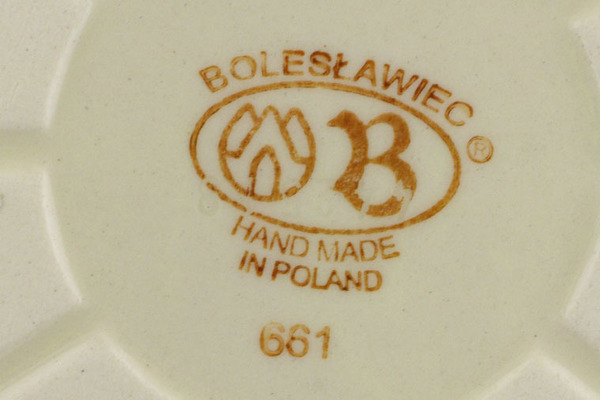 BOLESŁAWIEC
®
B
HAND MADE
IN POLAND
661